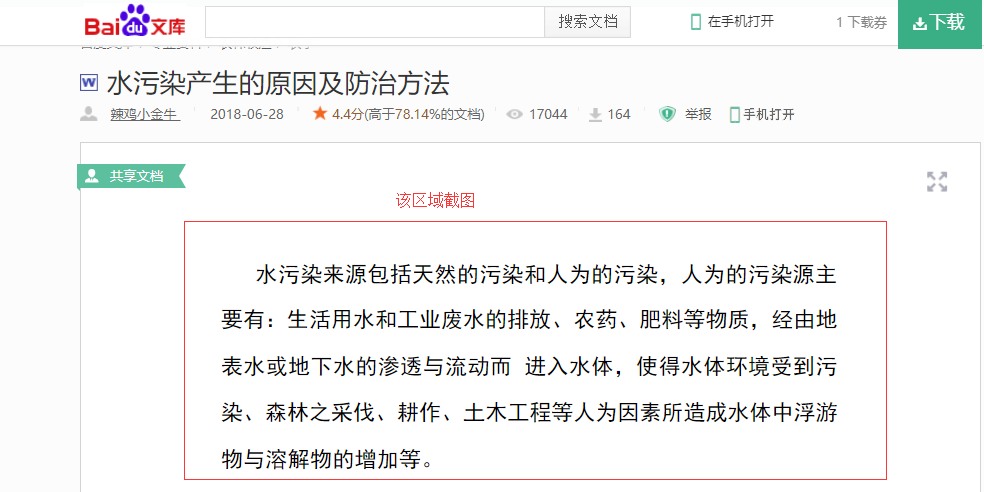 Bai du 文库
搜索文档
在手机打开
1 下载券
下载
水污染产生的原因及防治方法
辣鸡小金牛
2018-06-28
4.4分(高于78.14%的文档)
17044
164
举报
手机打开
共享文档
该区域截图
水污染来源包括天然的污染和人为的污染，人为的污染源主
要有：生活用水和工业废水的排放、农药、肥料等物质，经由地
表水或地下水的渗透与流动而 进入水体，使得水体环境受到污
染、森林之采伐、耕作、土木工程等人为因素所造成水体中浮游
物与溶解物的增加等。